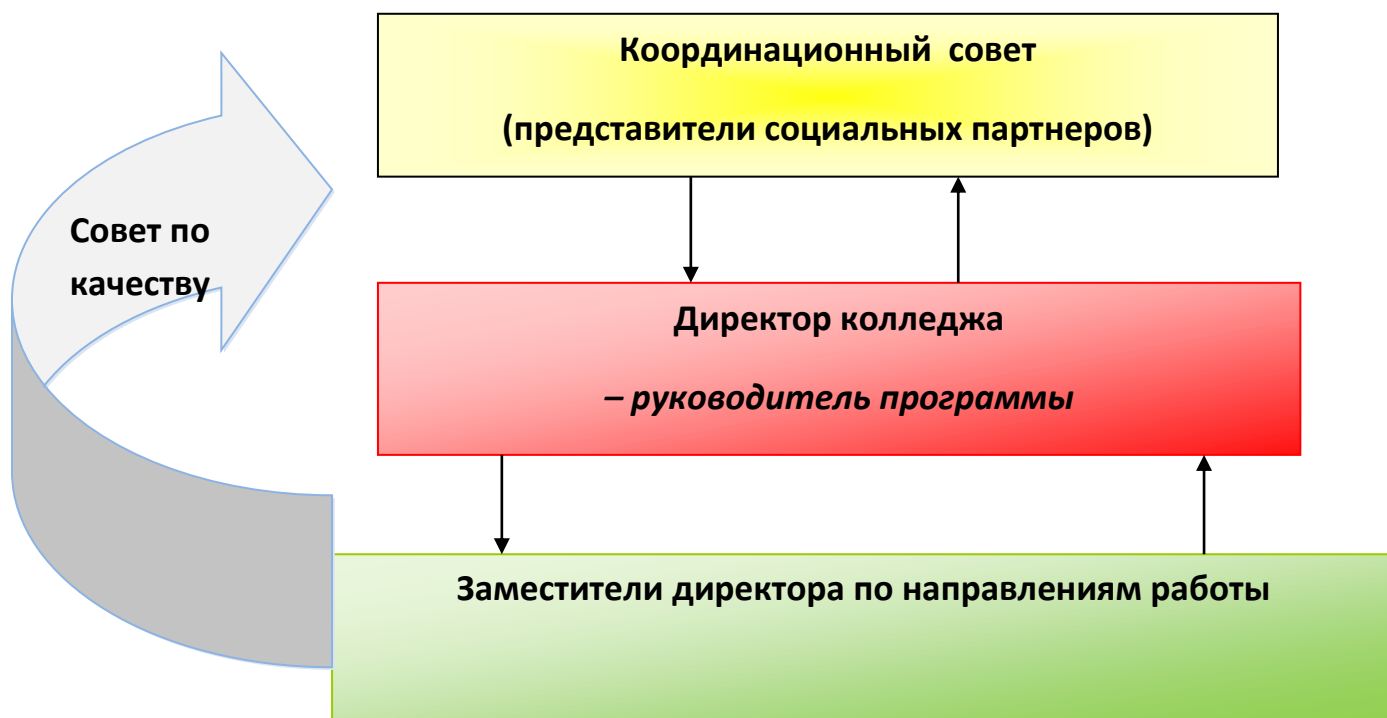 Координационный совет
(представители социальных партнеров)
Совет по
качеству
Директор колледжа
– руководитель программы
Заместители директора по направлениям работы